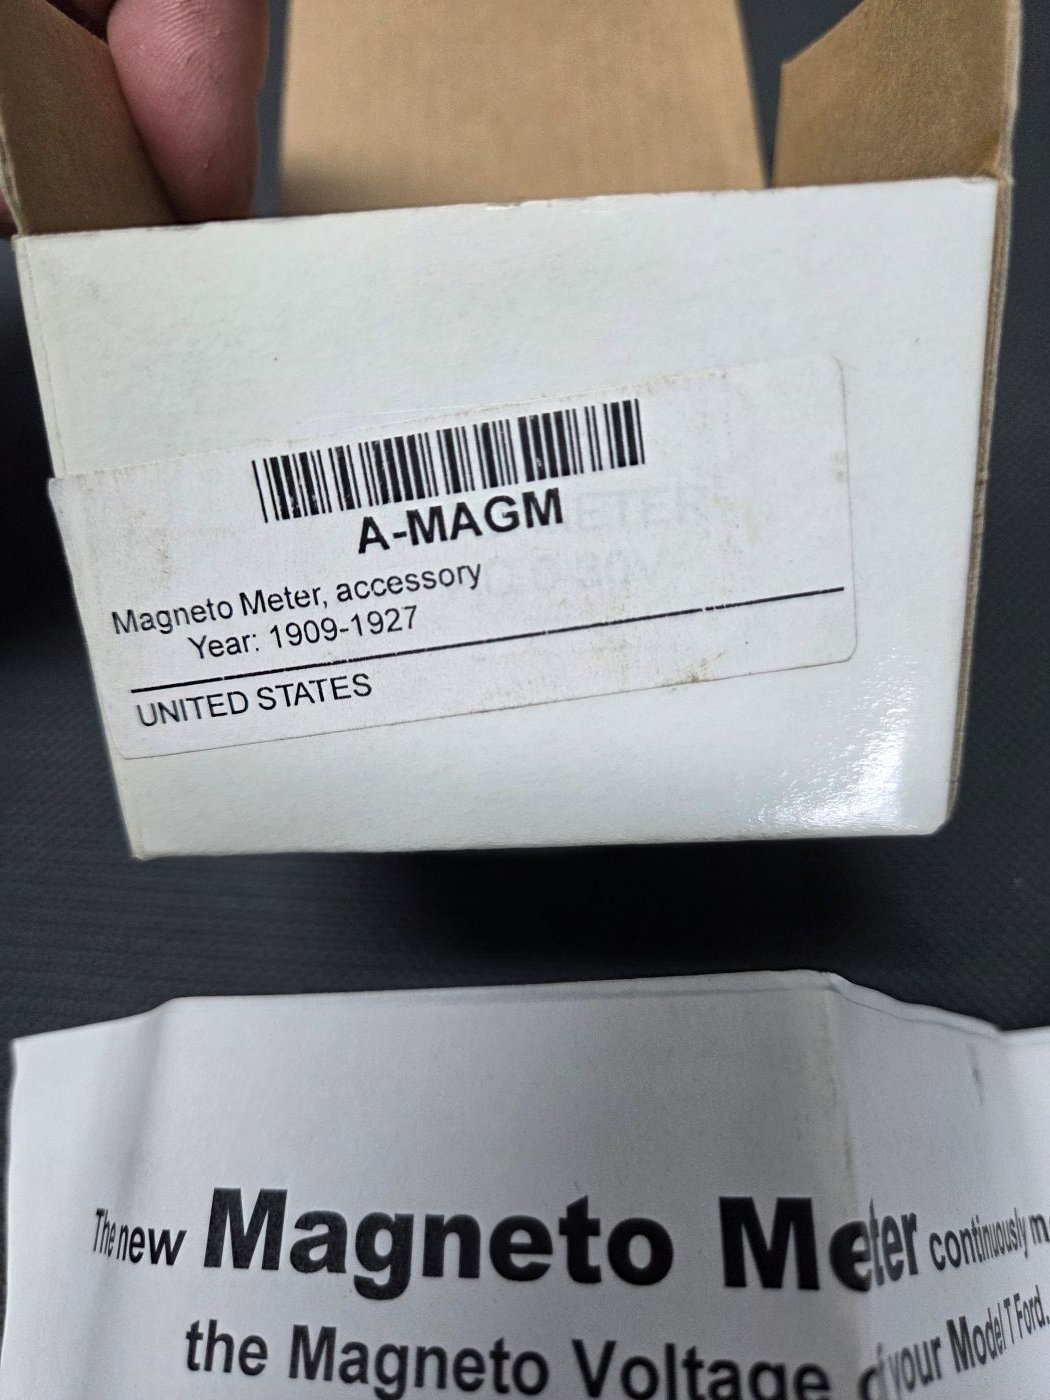 A-MAGM
Magneto Meter, accessory
Year: 1909-1927
UNITED STATES
The new Magneto Meter continuously m
the Magneto Voltage of your Model T Ford.